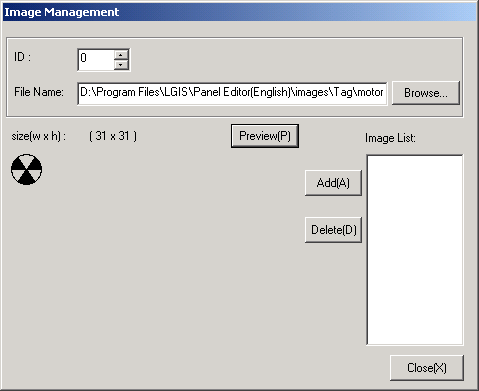 Image Management
ID :
0
File Name:
D:\Program Files\LGIS\Panel Editor(English)\images\Tag\motor
Browse...
size(w x h) :
( 31 x 31 )
Preview(P)
Image List:
Add(A)
Delete(D)
Close(X)